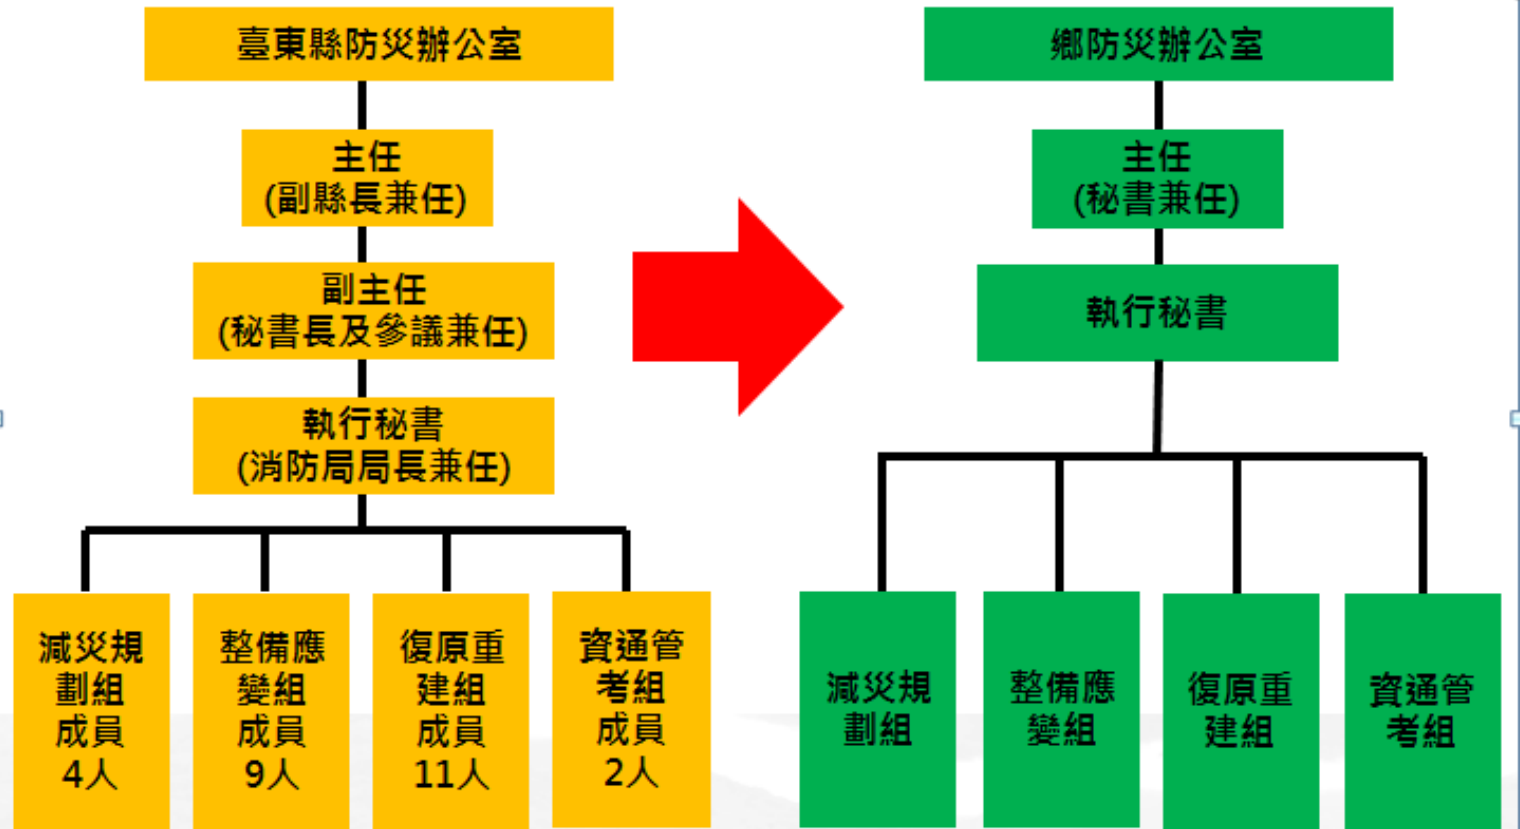 臺東縣防災辦公室
主任
(副縣長兼任)
副主任
(秘書長及參議兼任)
執行秘書
(消防局局長兼任)
減災規
劃組
成員
4人
整備應
變組
成員
9人
復原重
建組
成員
11人
資通管
考組
成員
2人
鄉防災辦公室
主任
(秘書兼任)
執行秘書
減災規
劃組
整備應
變組
復原重
建組
資通管
考組